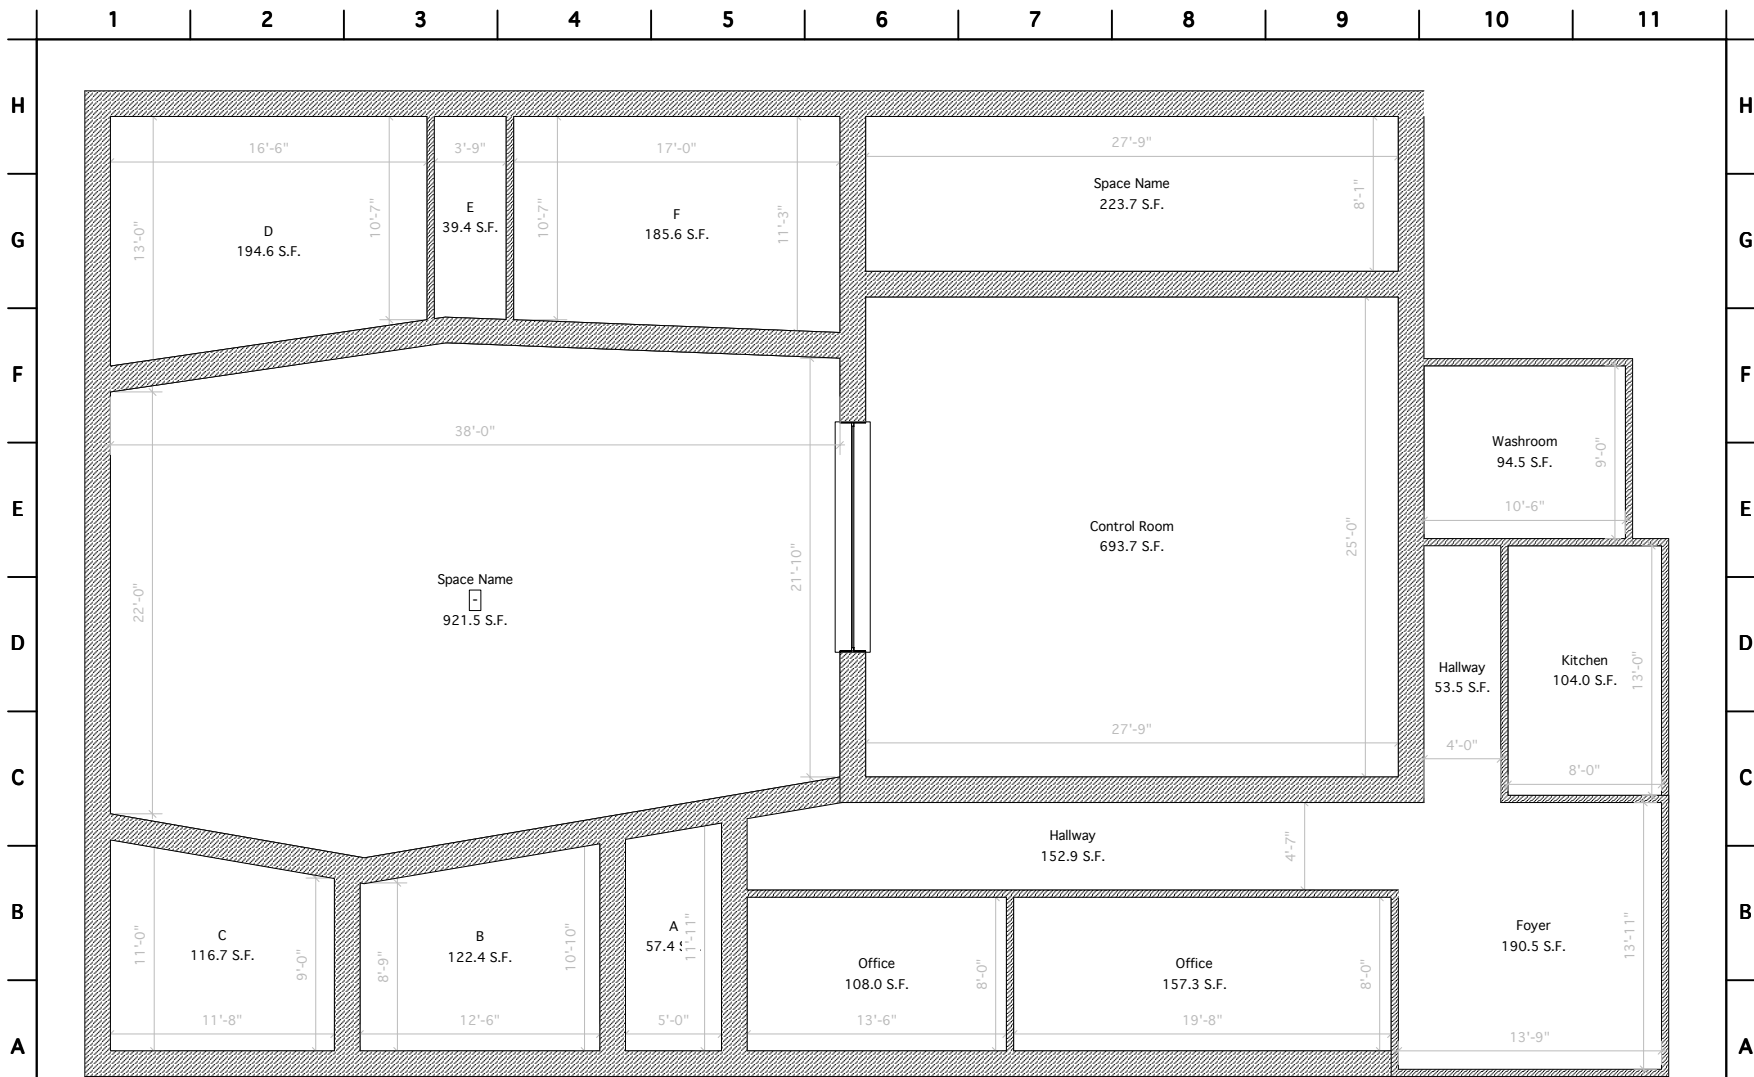 1 2 3 4 5 6 7 8 9 10 11
H H
16'-6" 3'-9" 17'-0" 27'-9"
Space Name
223.7 S.F.
8'-1"
13'-0"
10'-7"
10'-7"
11'-3"
E
39.4 S.F.
F
185.6 S.F.
D
194.6 S.F.
G G
F F
38'-0"
Washroom
94.5 S.F.
9'-0"
10'-6"
E E
Control Room
693.7 S.F.
25'-0"
21'-10"
22'-0"
Space Name
-
921.5 S.F.
D D
Hallway
53.5 S.F.
Kitchen
104.0 S.F.
13'-0"
27'-9"
4'-0"
8'-0"
C C
Hallway
152.9 S.F.
4'-7"
B B
C
116.7 S.F.
11'-0"
9'-0"
B
122.4 S.F.
8'-9"
10'-10"
A
57.4
11'-11"
Foyer
190.5 S.F.
13'-11"
Office
108.0 S.F.
8'-0"
Office
157.3 S.F.
8'-0"
11'-8" 12'-6" 5'-0" 13'-6" 19'-8" 13'-9"
A A